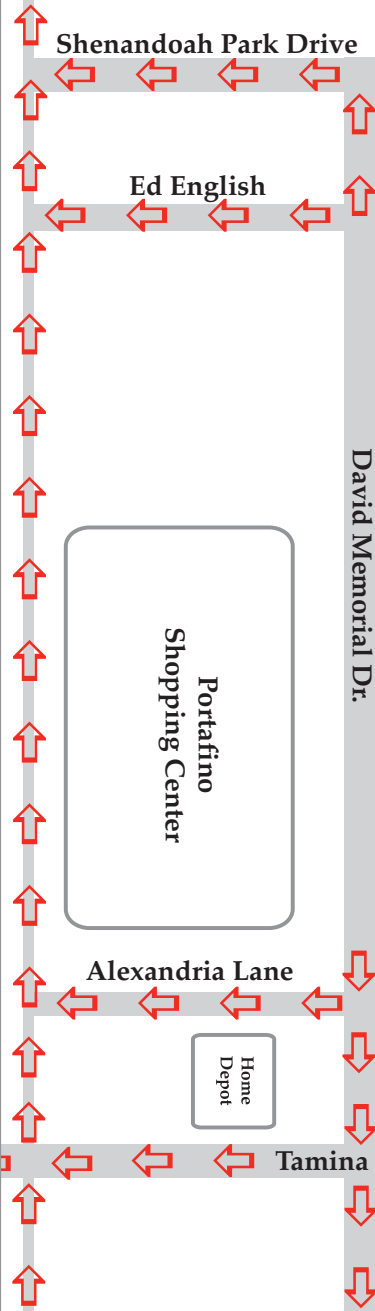 Shenandoah Park Drive
Ed English
David Memorial Dr.
Portafino
Shopping Center
Alexandria Lane
Home
Depot
Tamina